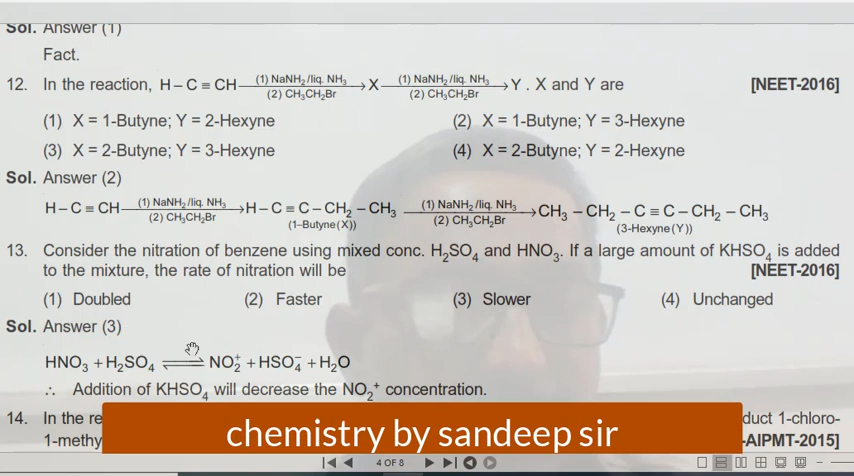 Sol. Answer (1)
Fact.
12. In the reaction, H – C ≡ CH —(1) NaNH₂/liq. NH₃ (2) CH₃CH₂Br→ X —(1) NaNH₂/liq. NH₃ (2) CH₃CH₂Br→ Y . X and Y are [NEET-2016]
(1) X = 1-Butyne; Y = 2-Hexyne (2) X = 1-Butyne; Y = 3-Hexyne
(3) X = 2-Butyne; Y = 3-Hexyne (4) X = 2-Butyne; Y = 2-Hexyne
Sol. Answer (2)
H – C ≡ CH —(1) NaNH₂/liq. NH₃ (2) CH₃CH₂Br→ H – C ≡ C – CH₂ – CH₃ —(1) NaNH₂/liq. NH₃ (2) CH₃CH₂Br→ CH₃ – CH₂ – C ≡ C – CH₂ – CH₃
(1–Butyne(X)) (3-Hexyne(Y))
13. Consider the nitration of benzene using mixed conc. H₂SO₄ and HNO₃. If a large amount of KHSO₄ is added
to the mixture, the rate of nitration will be [NEET-2016]
(1) Doubled (2) Faster (3) Slower (4) Unchanged
Sol. Answer (3)
HNO₃ + H₂SO₄ ⇌ NO₂⁺ + HSO₄⁻ + H₂O
∴ Addition of KHSO₄ will decrease the NO₂⁺ concentration.
14. In the re duct 1-chloro-
1-methy -AIPMT-2015]
chemistry by sandeep sir
4 OF 8